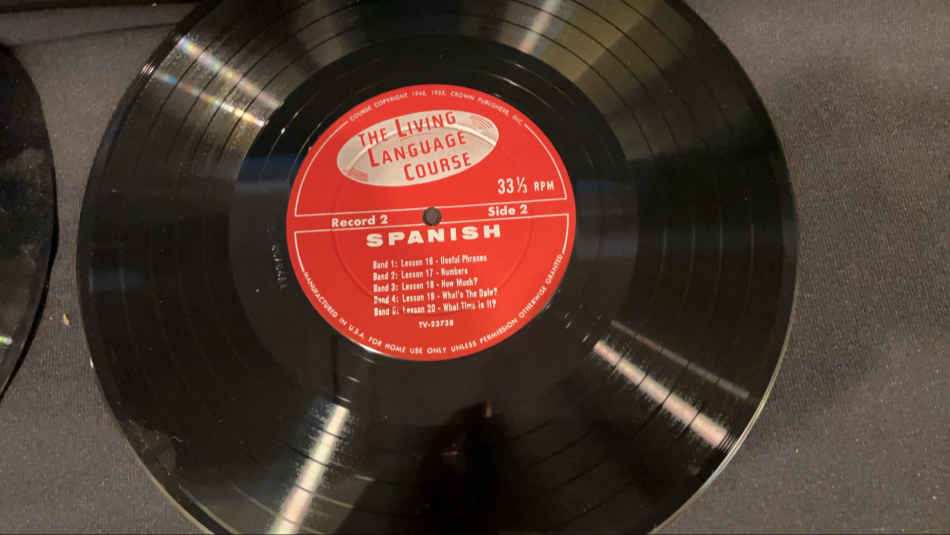 COURSE COPYRIGHT, 1946, 1955, CROWN PUBLISHERS, INC.
THE LIVING
LANGUAGE
COURSE
33⅓ RPM
Record 2 Side 2
SPANISH
Band 1: Lesson 16 - Useful Phrases
Band 2: Lesson 17 - Numbers
Band 3: Lesson 18 - How Much?
Band 4: Lesson 19 - What's The Date?
Band 5: Lesson 20 - What Time Is It?
TV-23738
MANUFACTURED IN U.S.A. FOR HOME USE ONLY UNLESS PERMISSION OTHERWISE GRANTED